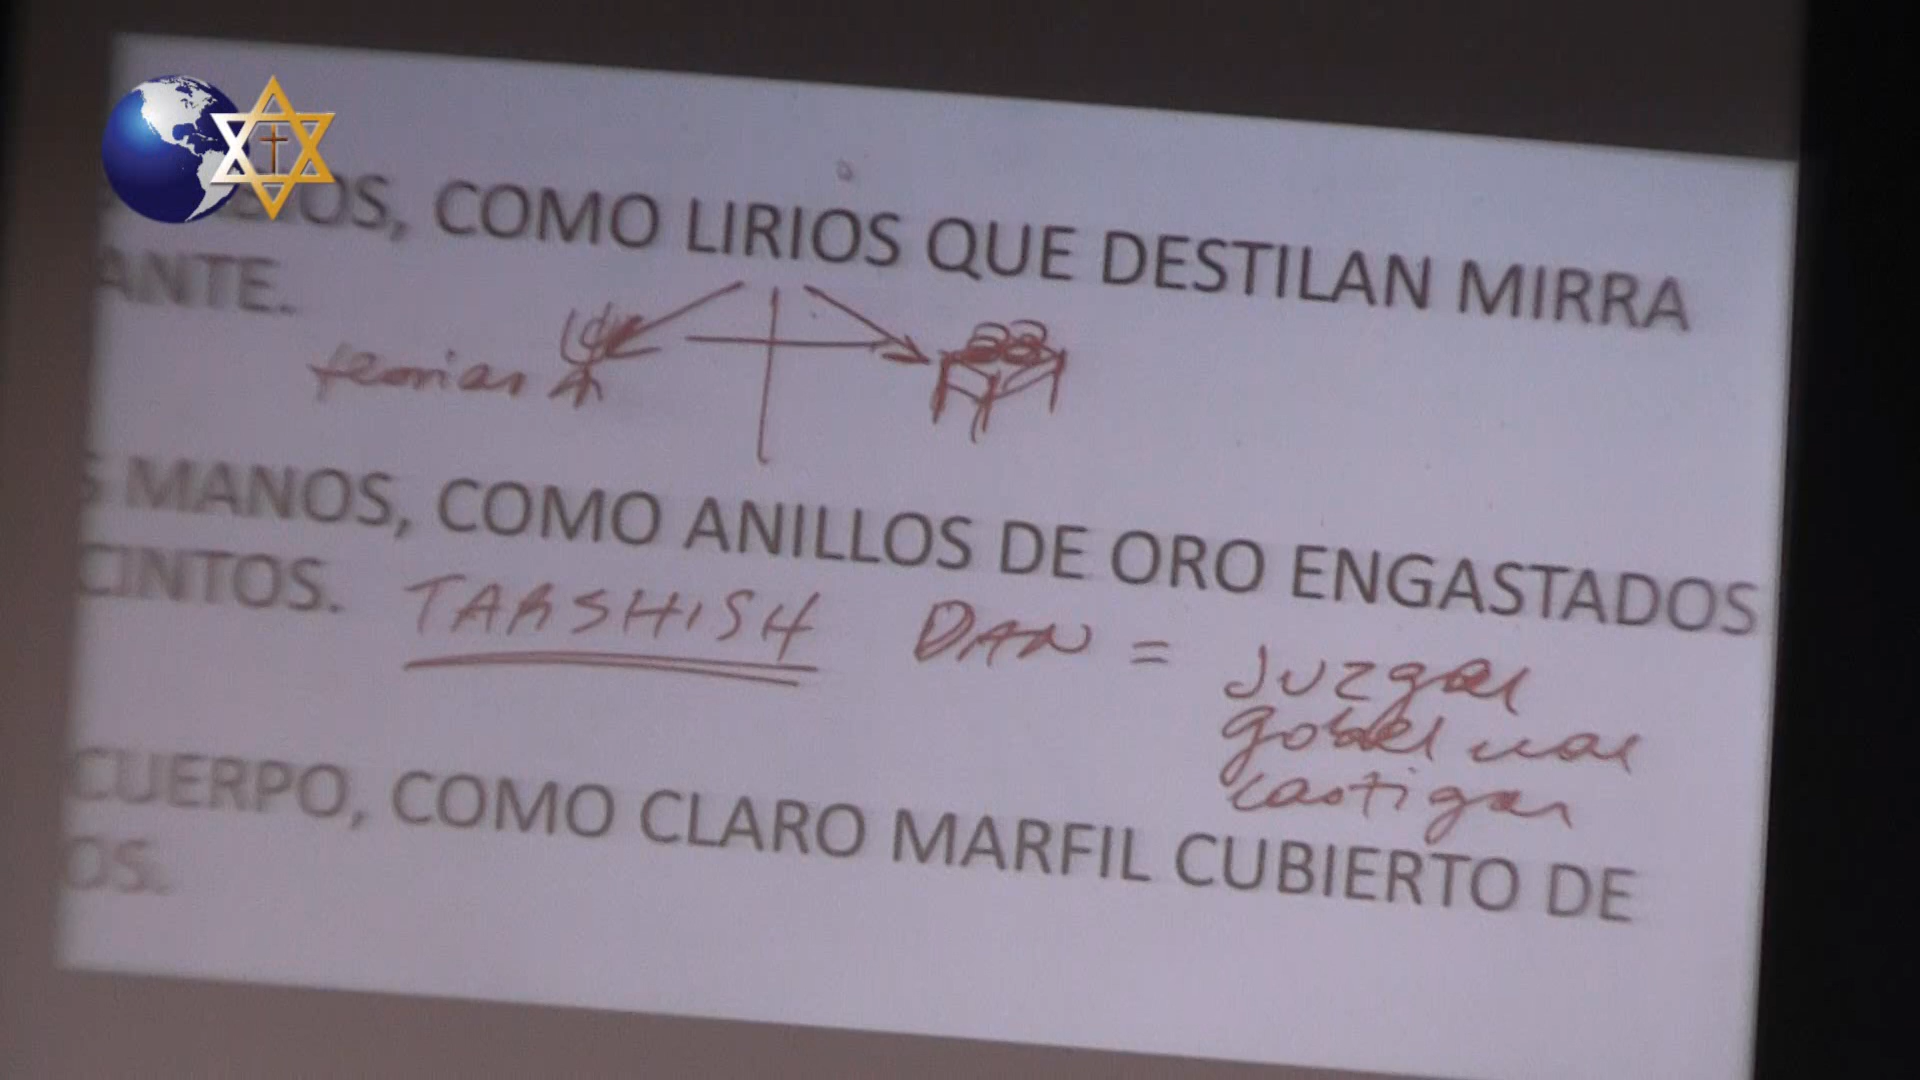 OS, COMO LIRIOS QUE DESTILAN MIRRA
ANTE.
S MANOS, COMO ANILLOS DE ORO ENGASTADOS
CINTOS. TARSHISH DAN = Juzgar
gobernar
castigar
CUERPO, COMO CLARO MARFIL CUBIERTO DE
OS.